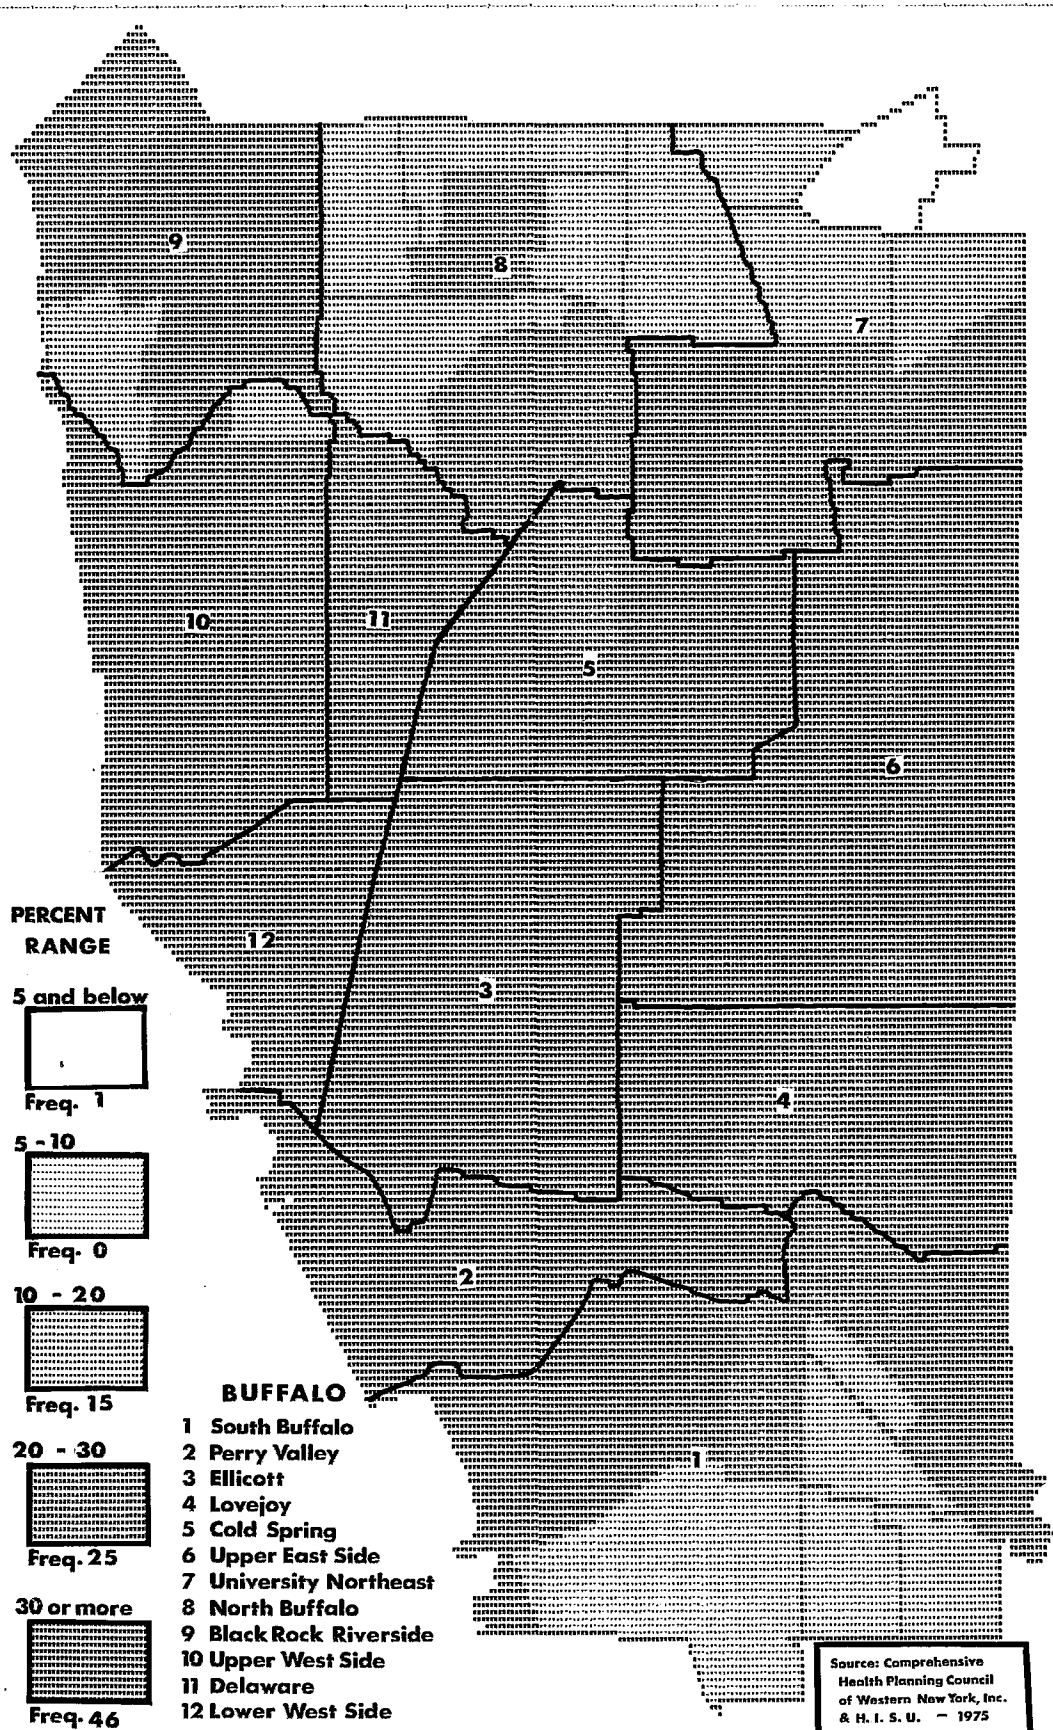 9
8
7
10
11
5
6
12
3
4
2
1
PERCENT
RANGE
5 and below
Freq. 1
5 - 10
Freq. 0
10 - 20
Freq. 15
20 - 30
Freq. 25
30 or more
Freq. 46
BUFFALO
1 South Buffalo
2 Perry Valley
3 Ellicott
4 Lovejoy
5 Cold Spring
6 Upper East Side
7 University Northeast
8 North Buffalo
9 Black Rock Riverside
10 Upper West Side
11 Delaware
12 Lower West Side
Source: Comprehensive
Health Planning Council
of Western New York, Inc.
& H. I. S. U. - 1975